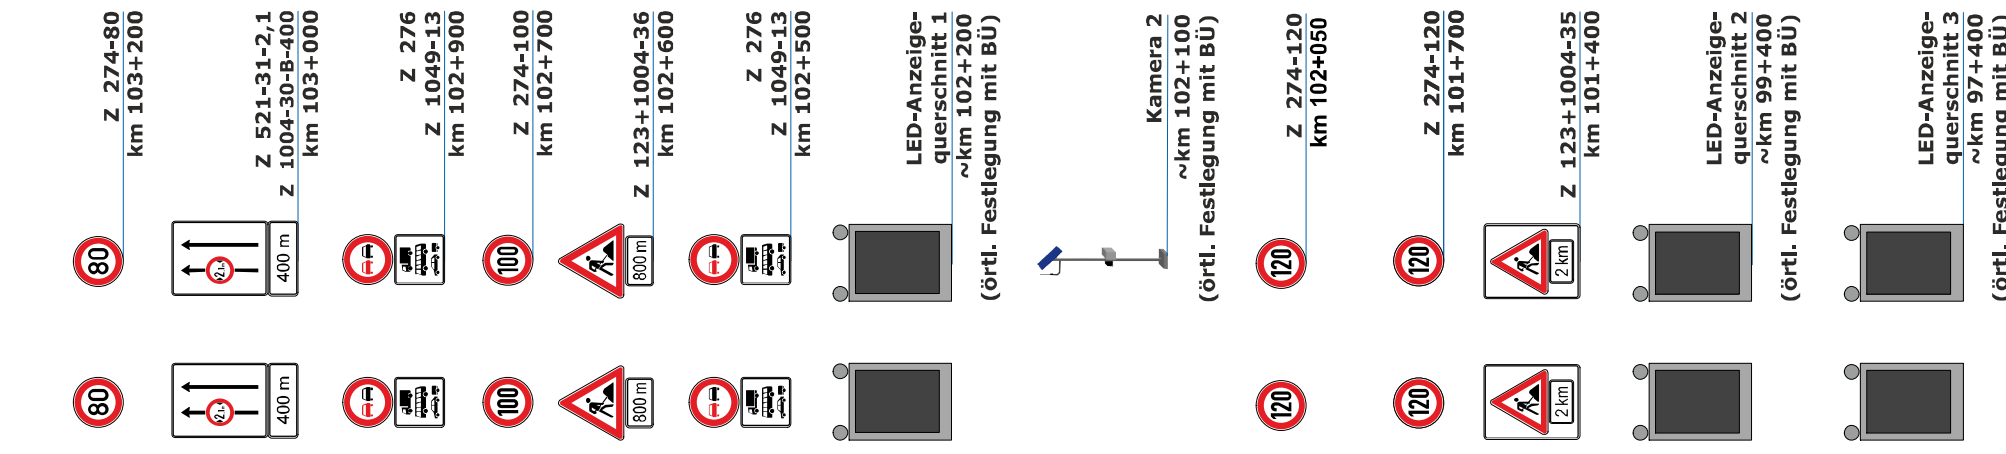 Z 274-80
km 103+200
Z 521-31-2,1
Z 1004-30-B-400
km 103+000
Z 276
Z 1049-13
km 102+900
Z 274-100
km 102+700
Z 123+1004-36
km 102+600
Z 276
Z 1049-13
km 102+500
LED-Anzeige-
querschnitt 1
~km 102+200
(örtl. Festlegung mit BÜ)
Kamera 2
~km 102+100
(örtl. Festlegung mit BÜ)
Z 274-120
km 102+050
Z 274-120
km 101+700
Z 123+1004-35
km 101+400
LED-Anzeige-
querschnitt 2
~km 99+400
(örtl. Festlegung mit BÜ)
LED-Anzeige-
querschnitt 3
~km 97+400
(örtl. Festlegung mit BÜ)
80
400 m
100
800 m
120
120
2 km
80
400 m
100
800 m
120
120
2 km